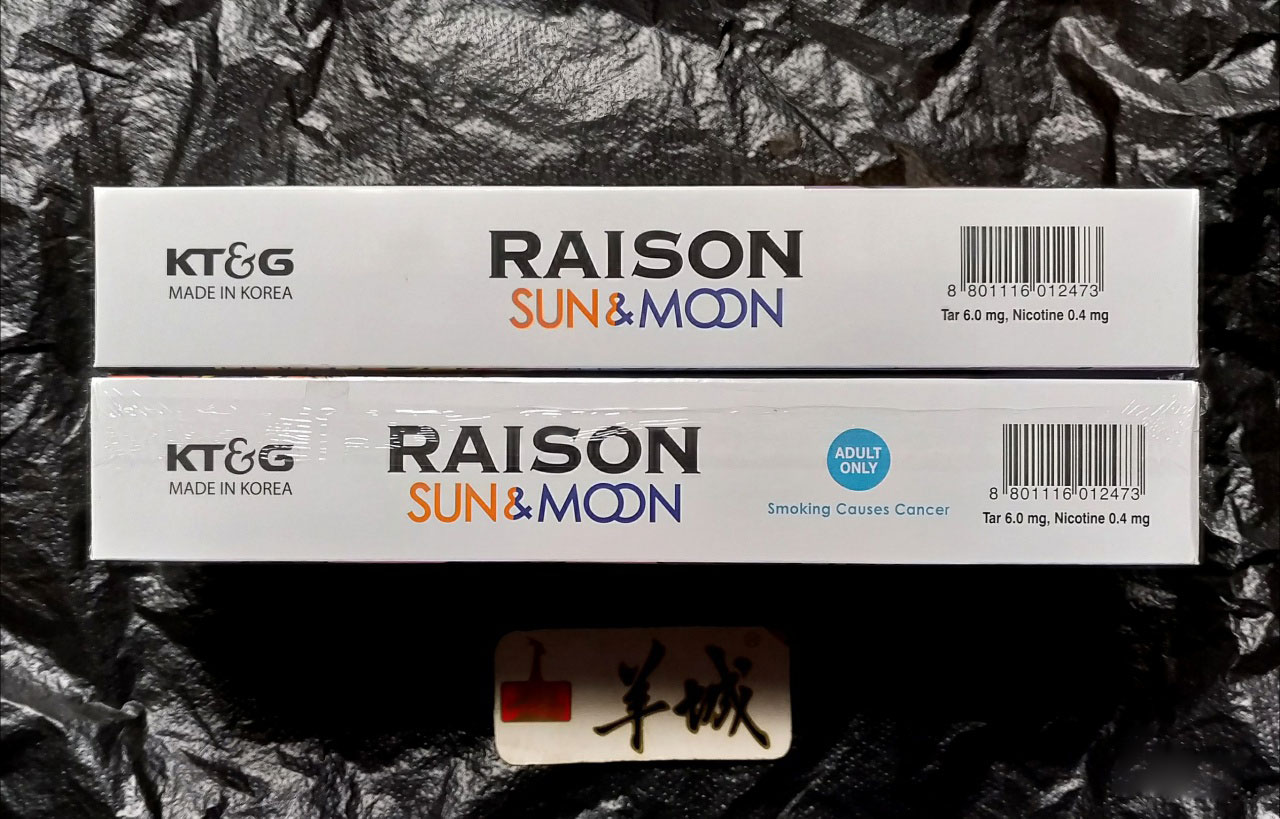 KT&G
MADE IN KOREA
RAISON
SUN&MOON
8 801116 012473
Tar 6.0 mg, Nicotine 0.4 mg
KT&G
MADE IN KOREA
RAISON
SUN&MOON
ADULT
ONLY
Smoking Causes Cancer
8 801116 012473
Tar 6.0 mg, Nicotine 0.4 mg
羊城